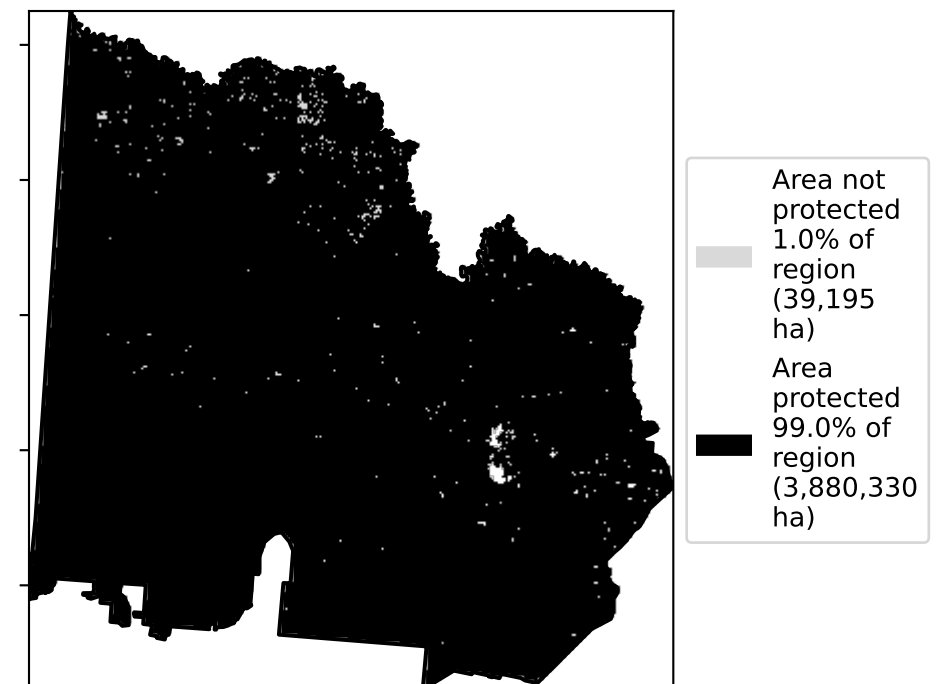 Area not
protected
1.0% of
region
(39,195
ha)
Area
protected
99.0% of
region
(3,880,330
ha)